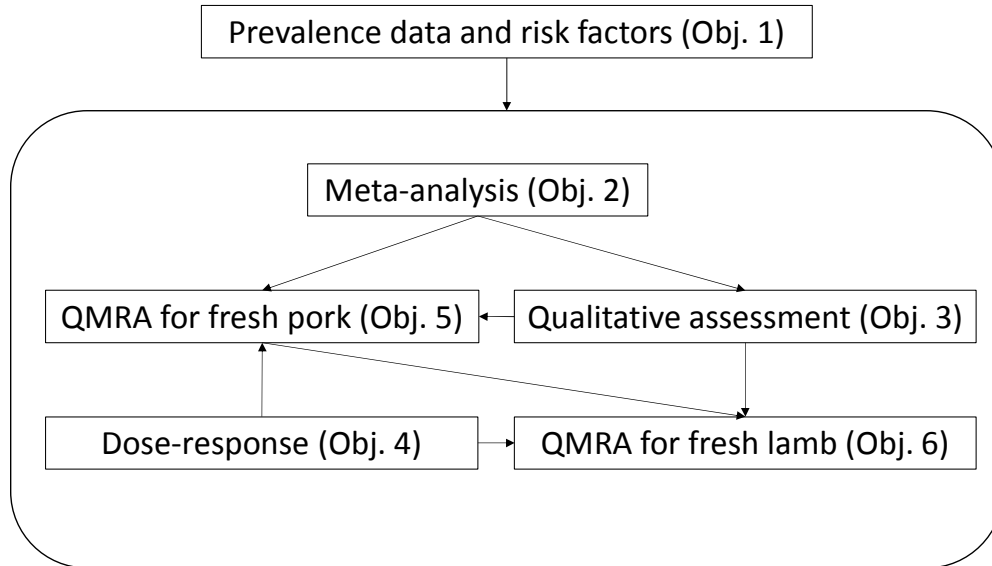 Prevalence data and risk factors (Obj. 1)
Meta-analysis (Obj. 2)
QMRA for fresh pork (Obj. 5)
Qualitative assessment (Obj. 3)
Dose-response (Obj. 4)
QMRA for fresh lamb (Obj. 6)